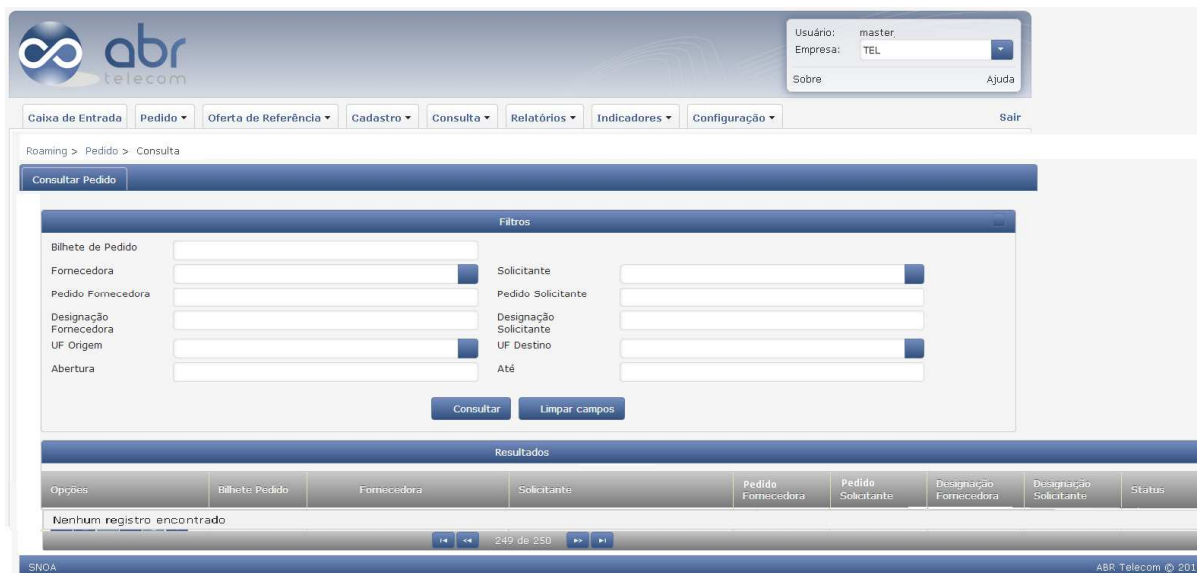 abr
telecom
Usuário: master
Empresa: TEL
Sobre Ajuda
Caixa de Entrada Pedido Oferta de Referência Cadastro Consulta Relatórios Indicadores Configuração Sair
Roaming > Pedido > Consulta
Consultar Pedido
Filtros
Bilhete de Pedido
Fornecedora Solicitante
Pedido Fornecedora Pedido Solicitante
Designação Fornecedora Designação Solicitante
UF Origem UF Destino
Abertura Até
Consultar Limpar campos
Resultados
Opções Bilhete Pedido Fornecedora Solicitante Pedido Fornecedora Pedido Solicitante Designação Fornecedora Designação Solicitante Status
Nenhum registro encontrado
249 de 250
SNOA ABR Telecom © 201